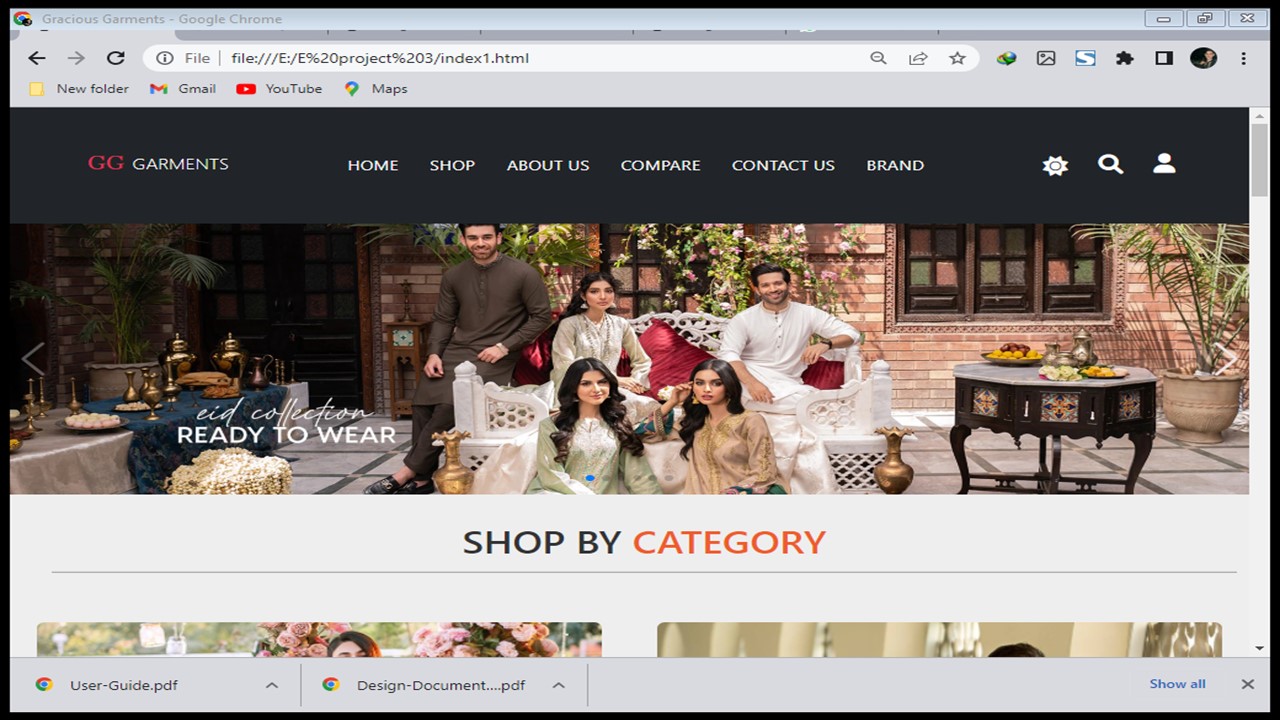 Gracious Garments - Google Chrome
File file:///E:/E%20project%203/index1.html
New folder Gmail YouTube Maps
GG GARMENTS HOME SHOP ABOUT US COMPARE CONTACT US BRAND
eid collection
READY TO WEAR
SHOP BY CATEGORY
User-Guide.pdf Design-Document....pdf Show all